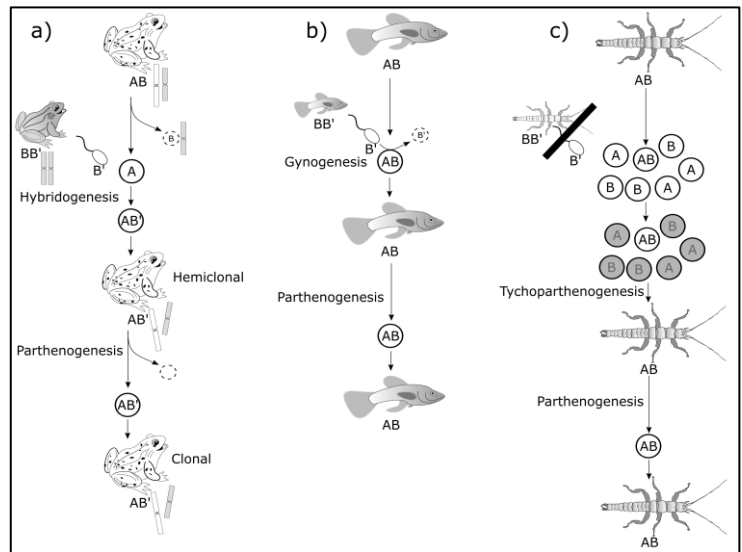 a)
AB
B
BB'
B'
A
Hybridogenesis
AB'
Hemiclonal
AB'
Parthenogenesis
AB'
Clonal
AB'
b)
AB
BB'
B'
B'
Gynogenesis
AB
AB
Parthenogenesis
AB
AB
c)
AB
BB'
B'
A AB B A
B B A
A AB B A
B B A
Tychoparthenogenesis
AB
Parthenogenesis
AB
AB